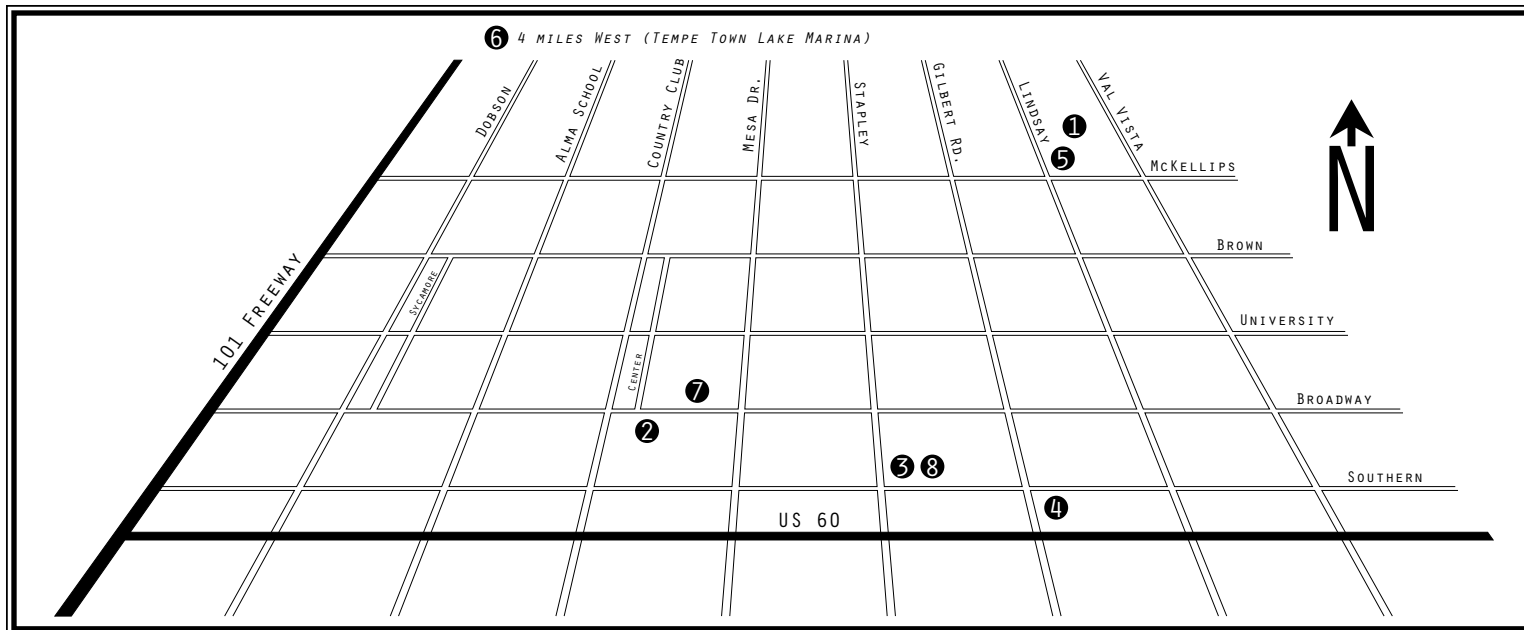 6 4 miles West (Tempe Town Lake Marina)
Dobson
Alma School
Country Club
Mesa Dr.
Stapley
Gilbert Rd.
Lindsay
Val Vista
1
5
McKellips
N
Brown
101 Freeway
Sycamore
University
Center
7
Broadway
2
3 8
Southern
4
US 60